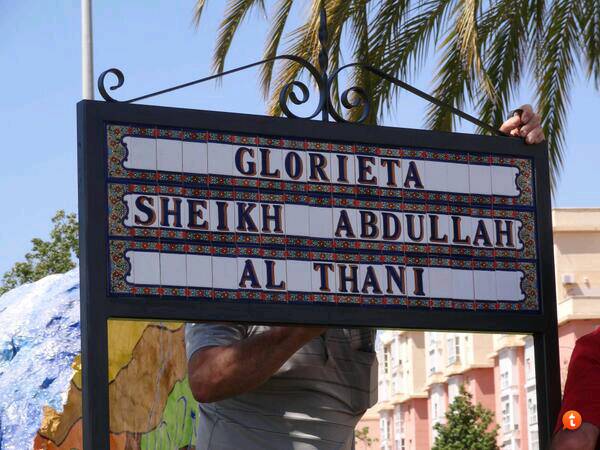 GLORIETA
SHEIKH ABDULLAH
AL THANI
t